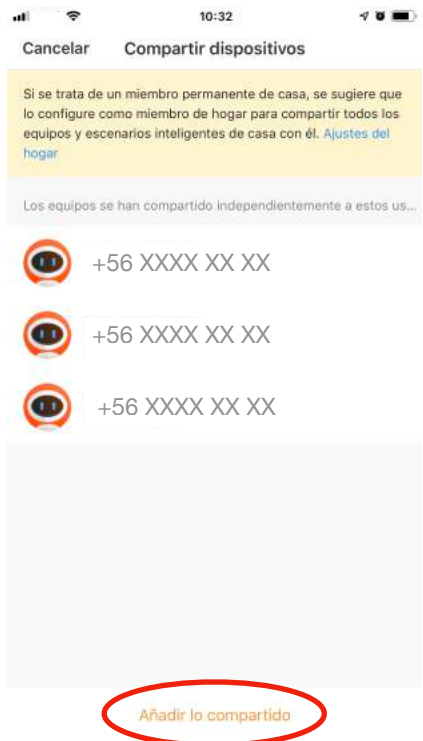 10:32
Cancelar Compartir dispositivos
Si se trata de un miembro permanente de casa, se sugiere que
lo configure como miembro de hogar para compartir todos los
equipos y escenarios inteligentes de casa con él. Ajustes del
hogar
Los equipos se han compartido independientemente a estos us...
+56 XXXX XX XX
+56 XXXX XX XX
+56 XXXX XX XX
Añadir lo compartido